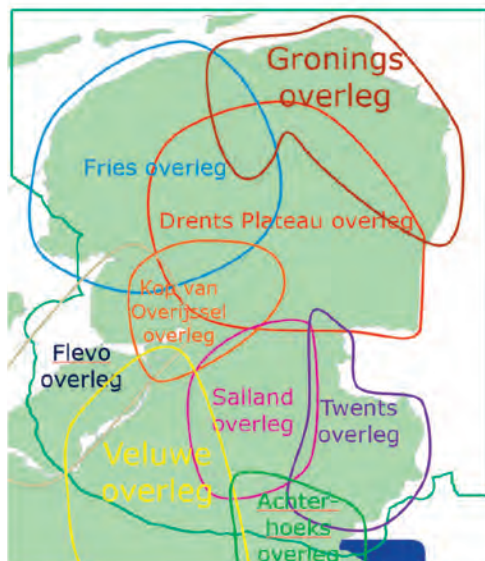 Gronings
overleg
Fries overleg
Drents Plateau overleg
Kop van
Overijssel
overleg
Flevo
overleg
Salland
overleg
Twents
overleg
Veluwe
overleg
Achter-
hoeks
overleg